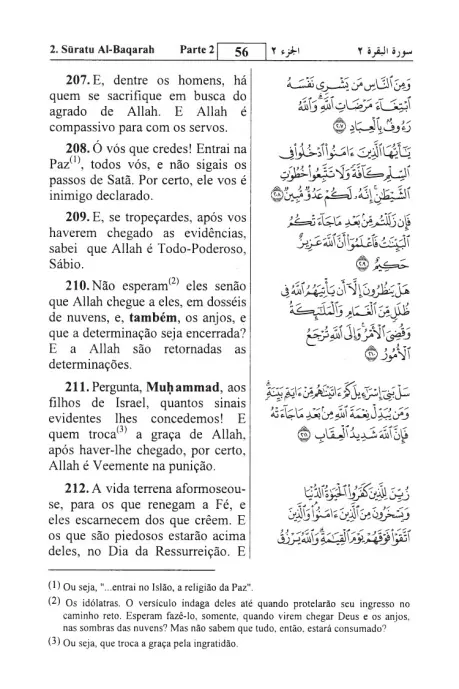 2. Sūratu Al-Baqarah Parte 2 56 الجزء ٢ سورة البقرة ٢
207. E, dentre os homens, há
quem se sacrifique em busca do
agrado de Allah. E Allah é
compassivo para com os servos.
208. Ó vós que credes! Entrai na
Paz(1), todos vós, e não sigais os
passos de Satã. Por certo, ele vos é
inimigo declarado.
209. E, se tropeçardes, após vos
haverem chegado as evidências,
sabei que Allah é Todo-Poderoso,
Sábio.
210. Não esperam(2) eles senão
que Allah chegue a eles, em dosséis
de nuvens, e, também, os anjos, e
que a determinação seja encerrada?
E a Allah são retornadas as
determinações.
211. Pergunta, Muḥammad, aos
filhos de Israel, quantos sinais
evidentes lhes concedemos! E
quem troca(3) a graça de Allah,
após haver-lhe chegado, por certo,
Allah é Veemente na punição.
212. A vida terrena aformoseou-
se, para os que renegam a Fé, e
eles escarnecem dos que crêem. E
os que são piedosos estarão acima
deles, no Dia da Ressurreição. E
وَمِنَ ٱلنَّاسِ مَن يَشْرِى نَفْسَهُ
ٱبْتِغَآءَ مَرْضَاتِ ٱللَّهِ وَٱللَّهُ
رَءُوفٌۢ بِٱلْعِبَادِ ٢٠٧
يَٰٓأَيُّهَا ٱلَّذِينَ ءَامَنُوا۟ ٱدْخُلُوا۟ فِى
ٱلسِّلْمِ كَآفَّةً وَلَا تَتَّبِعُوا۟ خُطُوَٰتِ
ٱلشَّيْطَٰنِ إِنَّهُۥ لَكُمْ عَدُوٌّ مُّبِينٌ ٢٠٨
فَإِن زَلَلْتُم مِّنۢ بَعْدِ مَا جَآءَتْكُمُ
ٱلْبَيِّنَٰتُ فَٱعْلَمُوٓا۟ أَنَّ ٱللَّهَ عَزِيزٌ
حَكِيمٌ ٢٠٩
هَلْ يَنظُرُونَ إِلَّآ أَن يَأْتِيَهُمُ ٱللَّهُ فِى
ظُلَلٍ مِّنَ ٱلْغَمَامِ وَٱلْمَلَٰٓئِكَةُ
وَقُضِىَ ٱلْأَمْرُ وَإِلَى ٱللَّهِ تُرْجَعُ
ٱلْأُمُورُ ٢١٠
سَلْ بَنِىٓ إِسْرَٰٓءِيلَ كَمْ ءَاتَيْنَٰهُم مِّنْ ءَايَةٍۭ بَيِّنَةٍ
وَمَن يُبَدِّلْ نِعْمَةَ ٱللَّهِ مِنۢ بَعْدِ مَا جَآءَتْهُ
فَإِنَّ ٱللَّهَ شَدِيدُ ٱلْعِقَابِ ٢١١
زُيِّنَ لِلَّذِينَ كَفَرُوا۟ ٱلْحَيَوٰةُ ٱلدُّنْيَا
وَيَسْخَرُونَ مِنَ ٱلَّذِينَ ءَامَنُوا۟ وَٱلَّذِينَ
ٱتَّقَوْا۟ فَوْقَهُمْ يَوْمَ ٱلْقِيَٰمَةِ وَٱللَّهُ يَرْزُقُ
(1) Ou seja, "...entrai no Islão, a religião da Paz".
(2) Os idólatras. O versículo indaga deles até quando protelarão seu ingresso no
caminho reto. Esperam fazê-lo, somente, quando virem chegar Deus e os anjos,
nas sombras das nuvens? Mas não sabem que tudo, então, estará consumado?
(3) Ou seja, que troca a graça pela ingratidão.